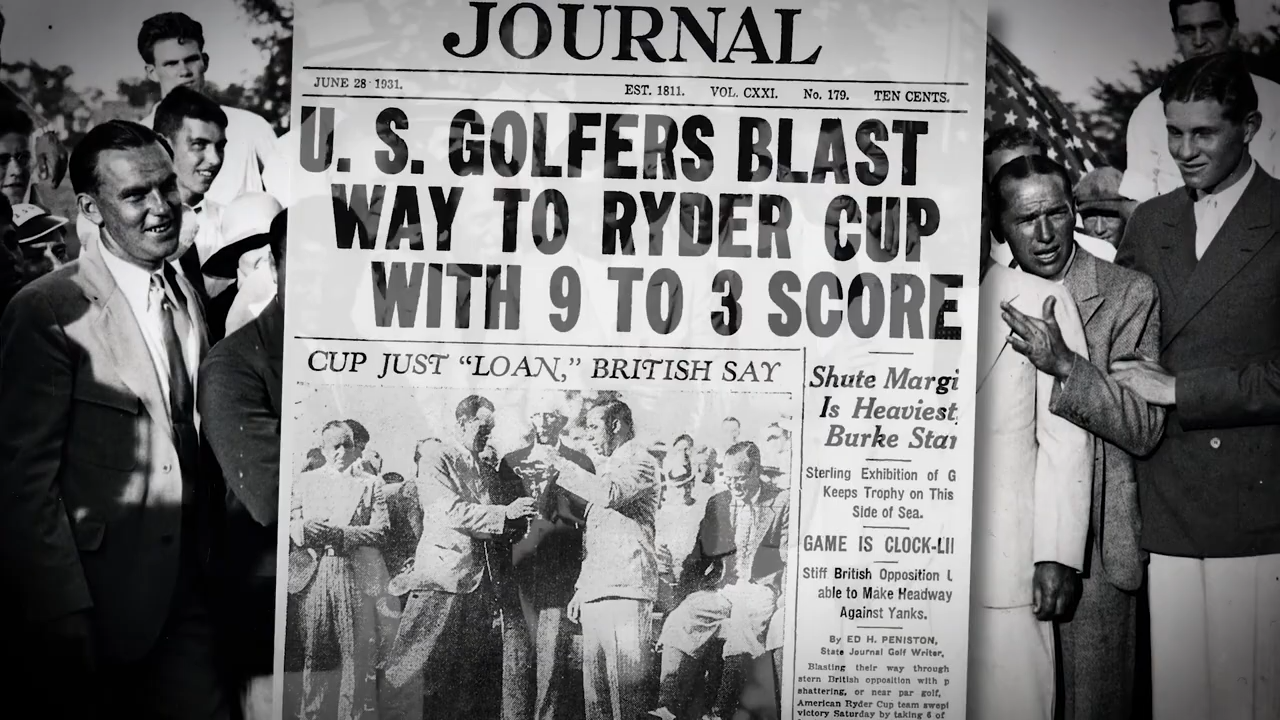 JOURNAL
JUNE 28 1931. EST. 1811. VOL. CXXI. No. 179. TEN CENTS.
U. S. GOLFERS BLAST
WAY TO RYDER CUP
WITH 9 TO 3 SCORE
CUP JUST “LOAN,” BRITISH SAY
Shute Margi
Is Heaviest
Burke Star
Sterling Exhibition of G
Keeps Trophy on This
Side of Sea.
GAME IS CLOCK-LI
Stiff British Opposition
able to Make Headway
Against Yanks.
By ED H. PENISTON,
State Journal Golf Writer,
Blasting their way through
stern British opposition with p
shattering, or near par golf,
American Ryder Cup team swept
victory Saturday by taking 6 of